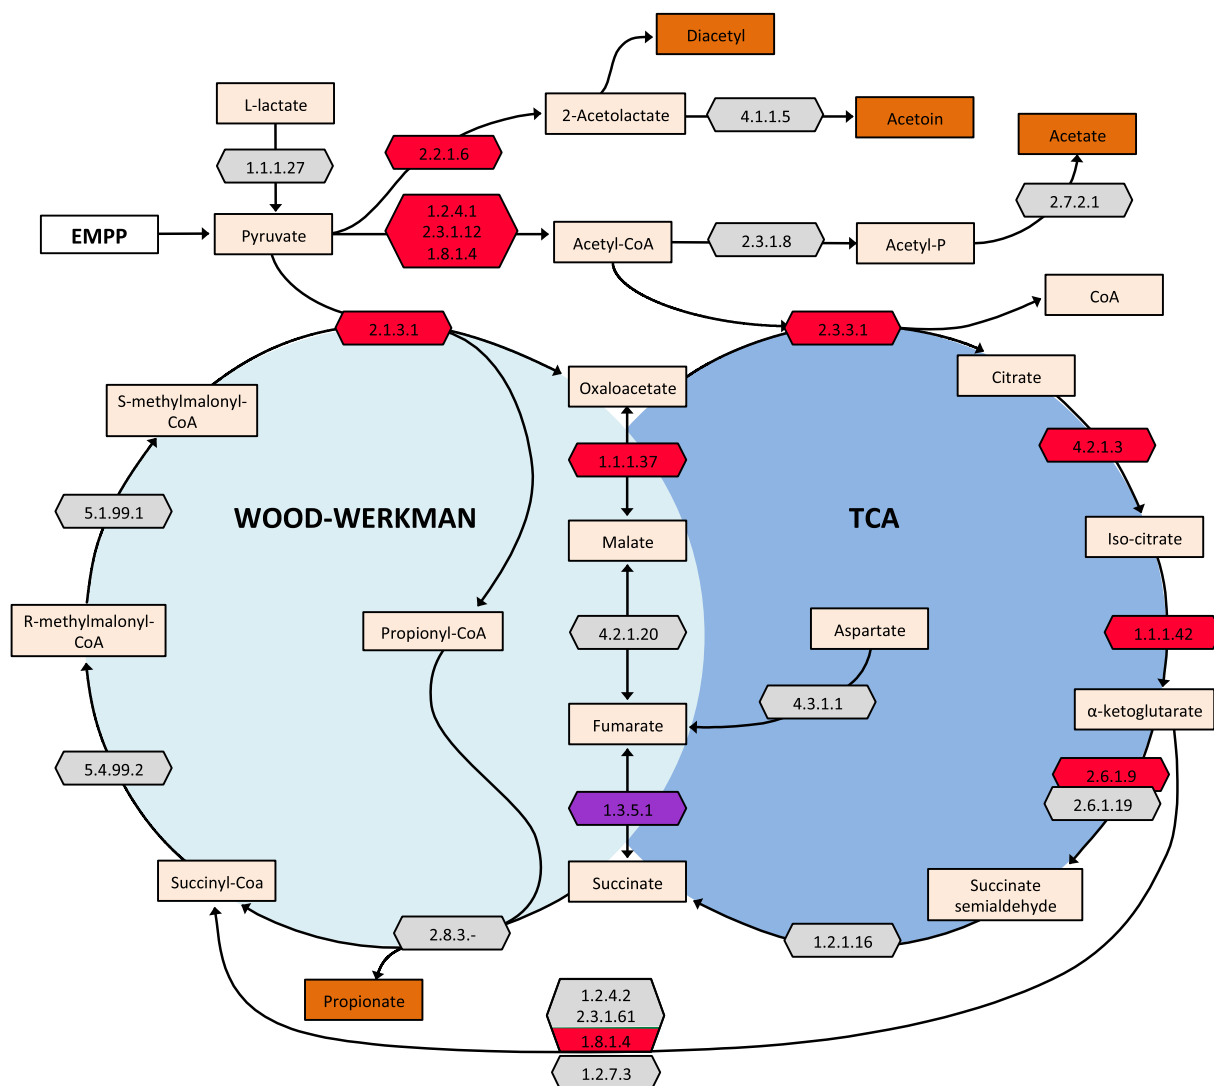 Diacetyl
L-lactate
2-Acetolactate
4.1.1.5
Acetoin
Acetate
2.2.1.6
1.1.1.27
2.7.2.1
EMPP
Pyruvate
1.2.4.1
2.3.1.12
1.8.1.4
Acetyl-CoA
2.3.1.8
Acetyl-P
CoA
2.1.3.1
2.3.3.1
Oxaloacetate
Citrate
S-methylmalonyl-
CoA
1.1.1.37
4.2.1.3
5.1.99.1
WOOD-WERKMAN
TCA
Malate
Iso-citrate
R-methylmalonyl-
CoA
Propionyl-CoA
4.2.1.20
Aspartate
1.1.1.42
4.3.1.1
α-ketoglutarate
Fumarate
5.4.99.2
2.6.1.9
2.6.1.19
1.3.5.1
Succinyl-Coa
Succinate
Succinate
semialdehyde
2.8.3.-
1.2.1.16
Propionate
1.2.4.2
2.3.1.61
1.8.1.4
1.2.7.3